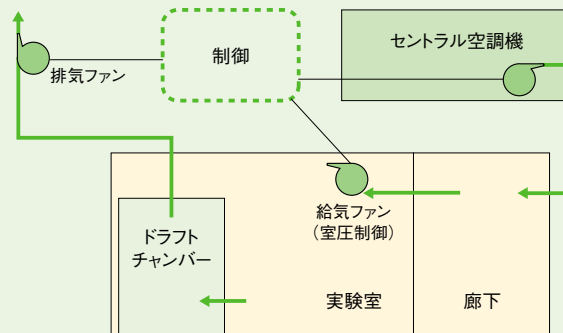 制御
セントラル空調機
排気ファン
給気ファン
（室圧制御）
ドラフト
チャンバー
実験室
廊下